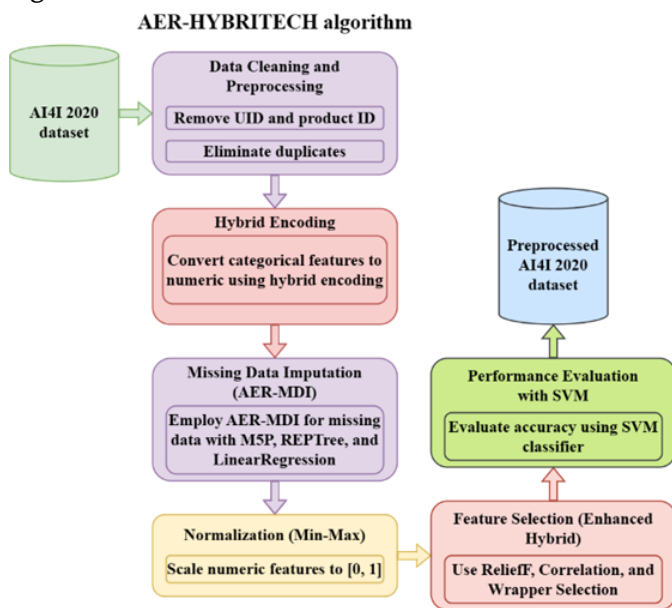 AER-HYBRITECH algorithm
AI4I 2020
dataset
Data Cleaning and
Preprocessing
Remove UID and product ID
Eliminate duplicates
Hybrid Encoding
Convert categorical features to
numeric using hybrid encoding
Missing Data Imputation
(AER-MDI)
Employ AER-MDI for missing
data with M5P, REPTree, and
LinearRegression
Normalization (Min-Max)
Scale numeric features to [0, 1]
Feature Selection (Enhanced
Hybrid)
Use ReliefF, Correlation, and
Wrapper Selection
Performance Evaluation
with SVM
Evaluate accuracy using SVM
classifier
Preprocessed
AI4I 2020
dataset